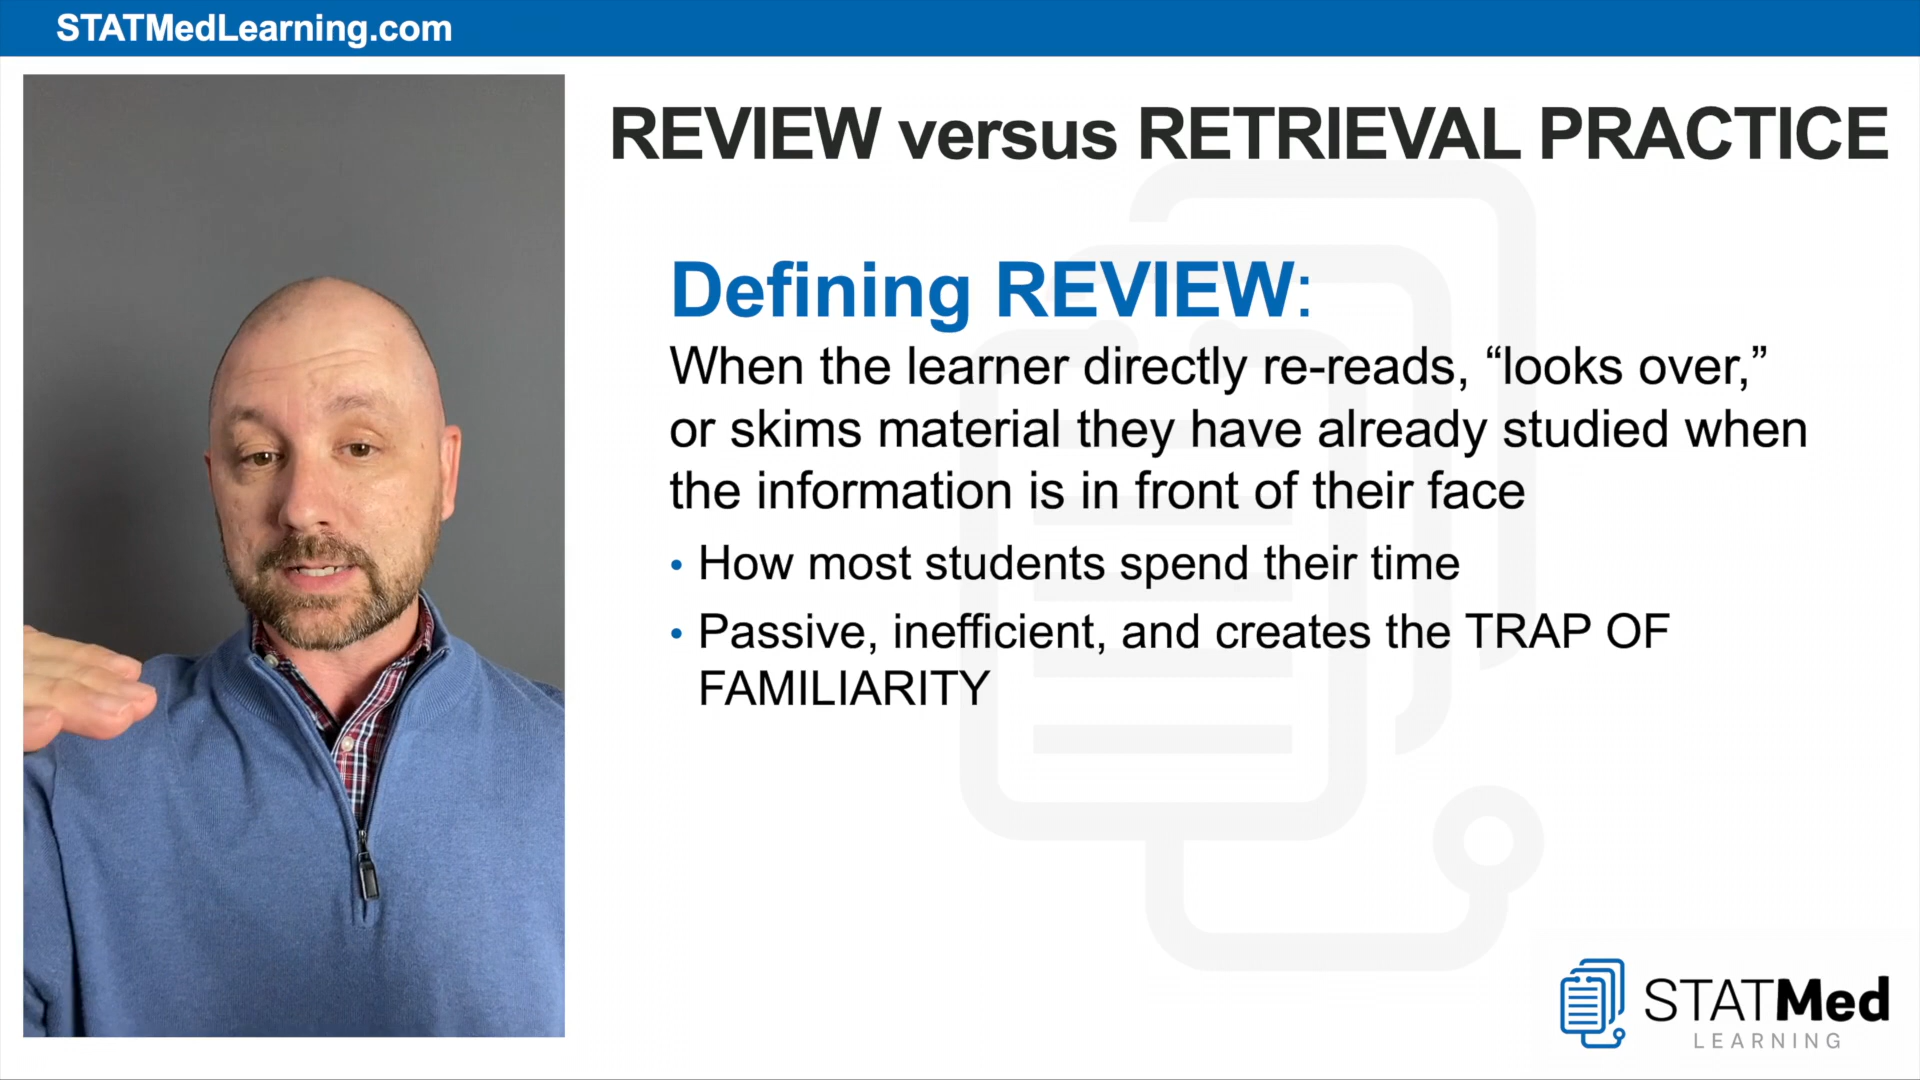 STATMedLearning.com
REVIEW versus RETRIEVAL PRACTICE
Defining REVIEW:
When the learner directly re-reads, “looks over,”
or skims material they have already studied when
the information is in front of their face
• How most students spend their time
• Passive, inefficient, and creates the TRAP OF
FAMILIARITY
STATMed
LEARNING